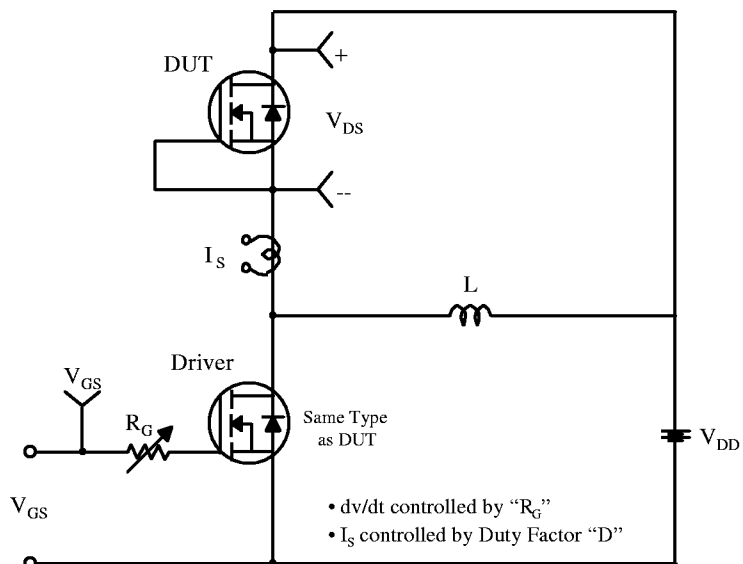 DUT
+
V_DS
--
I_S
L
Driver
V_GS
R_G
Same Type
as DUT
V_DD
V_GS
• dv/dt controlled by “R_G”
• I_S controlled by Duty Factor “D”